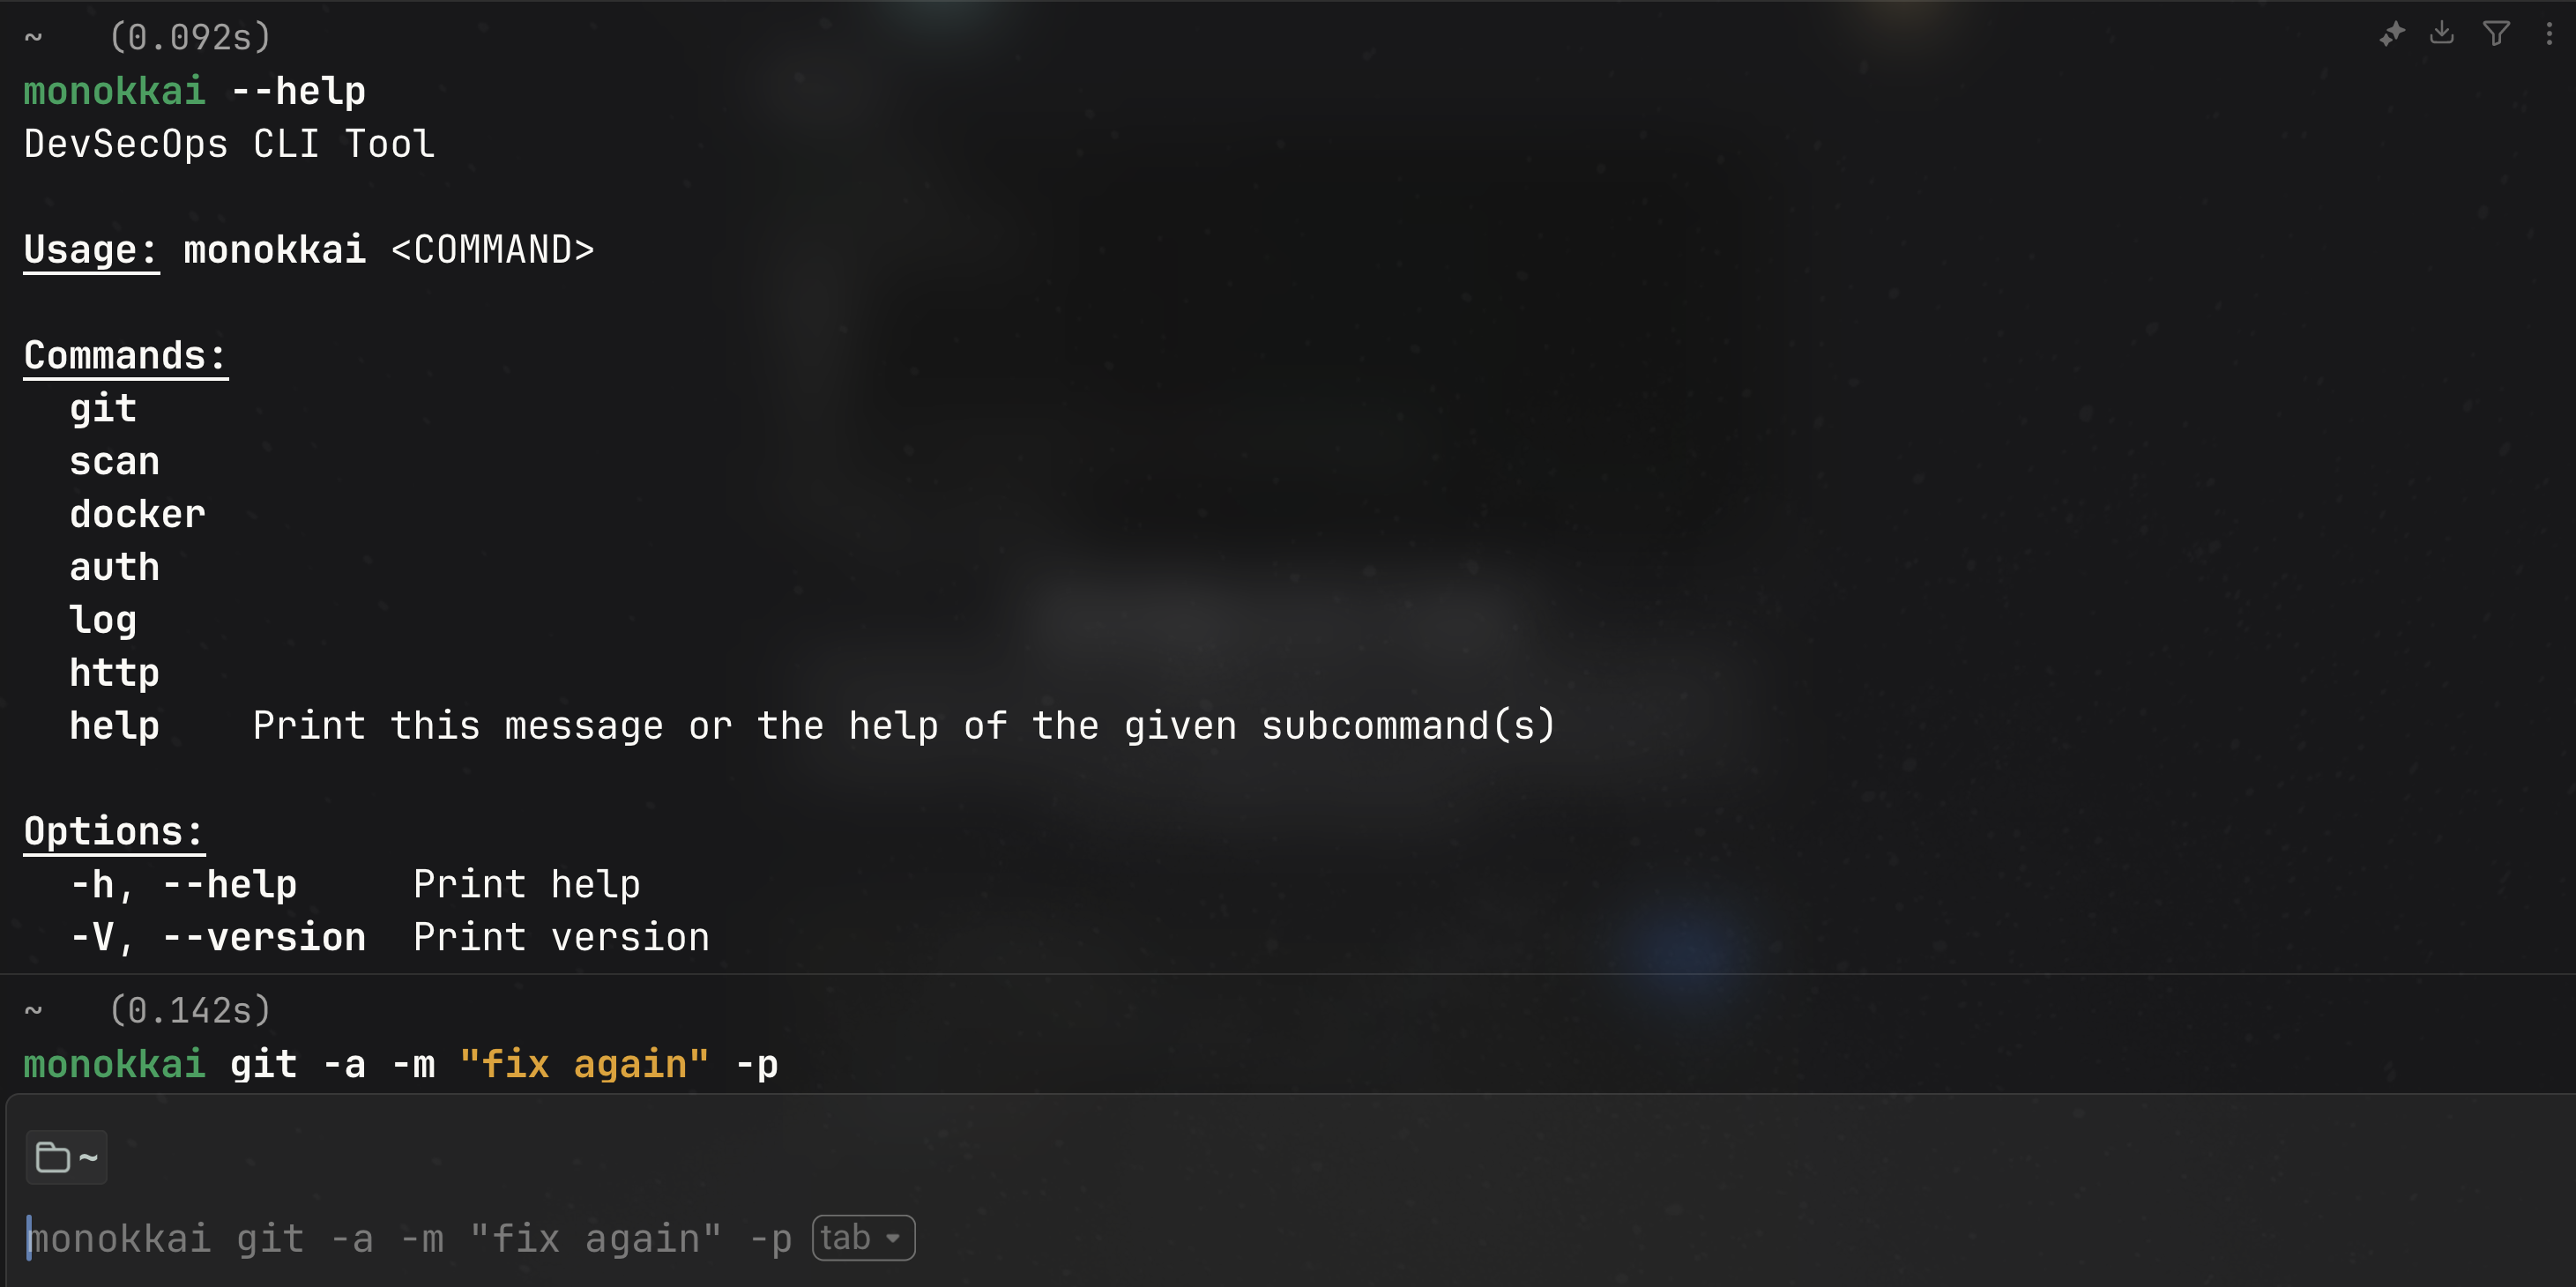 ~ (0.092s)
monokkai --help
DevSecOps CLI Tool
Usage: monokkai <COMMAND>
Commands:
git
scan
docker
auth
log
http
help Print this message or the help of the given subcommand(s)
Options:
-h, --help Print help
-V, --version Print version
~ (0.142s)
monokkai git -a -m "fix again" -p
~
monokkai git -a -m "fix again" -p tab